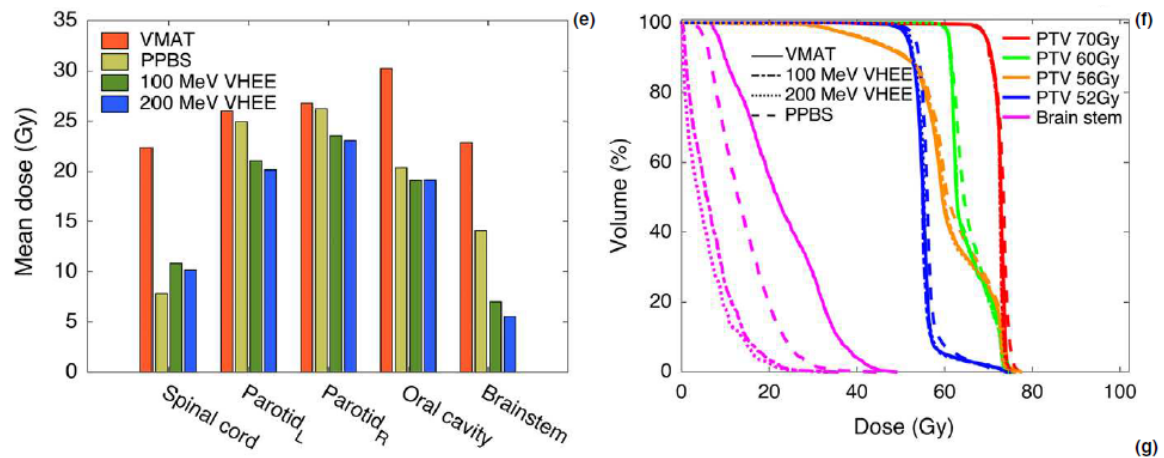 (e)
35
30
25
20
15
10
5
0
Mean dose (Gy)
VMAT
PPBS
100 MeV VHEE
200 MeV VHEE
Spinal cord
Parotid_L
Parotid_R
Oral cavity
Brainstem
(f)
100
80
60
40
20
0
Volume (%)
VMAT
100 MeV VHEE
200 MeV VHEE
PPBS
PTV 70Gy
PTV 60Gy
PTV 56Gy
PTV 52Gy
Brain stem
0 20 40 60 80 100
Dose (Gy)
(g)